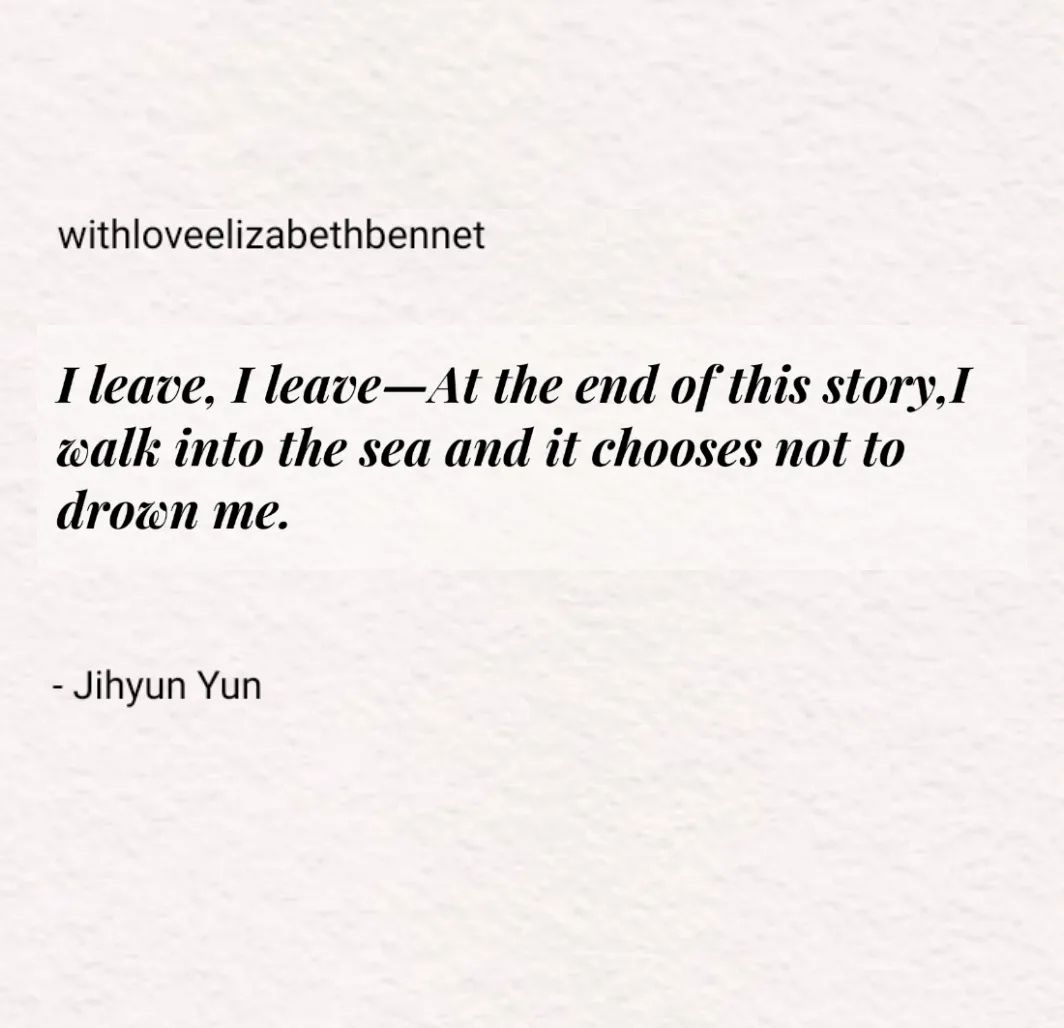 withloveelizabethbennet
I leave, I leave—At the end of this story,I
walk into the sea and it chooses not to
drown me.
- Jihyun Yun